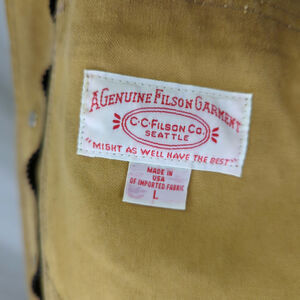 A GENUINE FILSON GARMENT
C·C·FILSON CO.
SEATTLE
"MIGHT AS WELL HAVE THE BEST"
MADE IN
USA
OF IMPORTED FABRIC
L